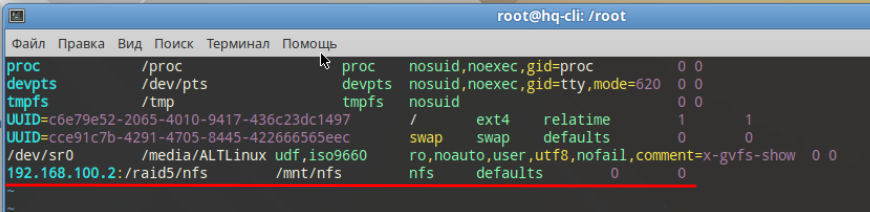 root@hq-cli: /root
Файл Правка Вид Поиск Терминал Помощь
proc /proc proc nosuid,noexec,gid=proc 0 0
devpts /dev/pts devpts nosuid,noexec,gid=tty,mode=620 0 0
tmpfs /tmp tmpfs nosuid 0 0
UUID=c6e79e52-2065-4010-9417-436c23dc1497 / ext4 relatime 1 1
UUID=cce91c7b-4291-4705-8445-422666565eec swap swap defaults 0 0
/dev/sr0 /media/ALTLinux udf,iso9660 ro,noauto,user,utf8,nofail,comment=x-gvfs-show 0 0
192.168.100.2:/raid5/nfs /mnt/nfs nfs defaults 0 0
~
~